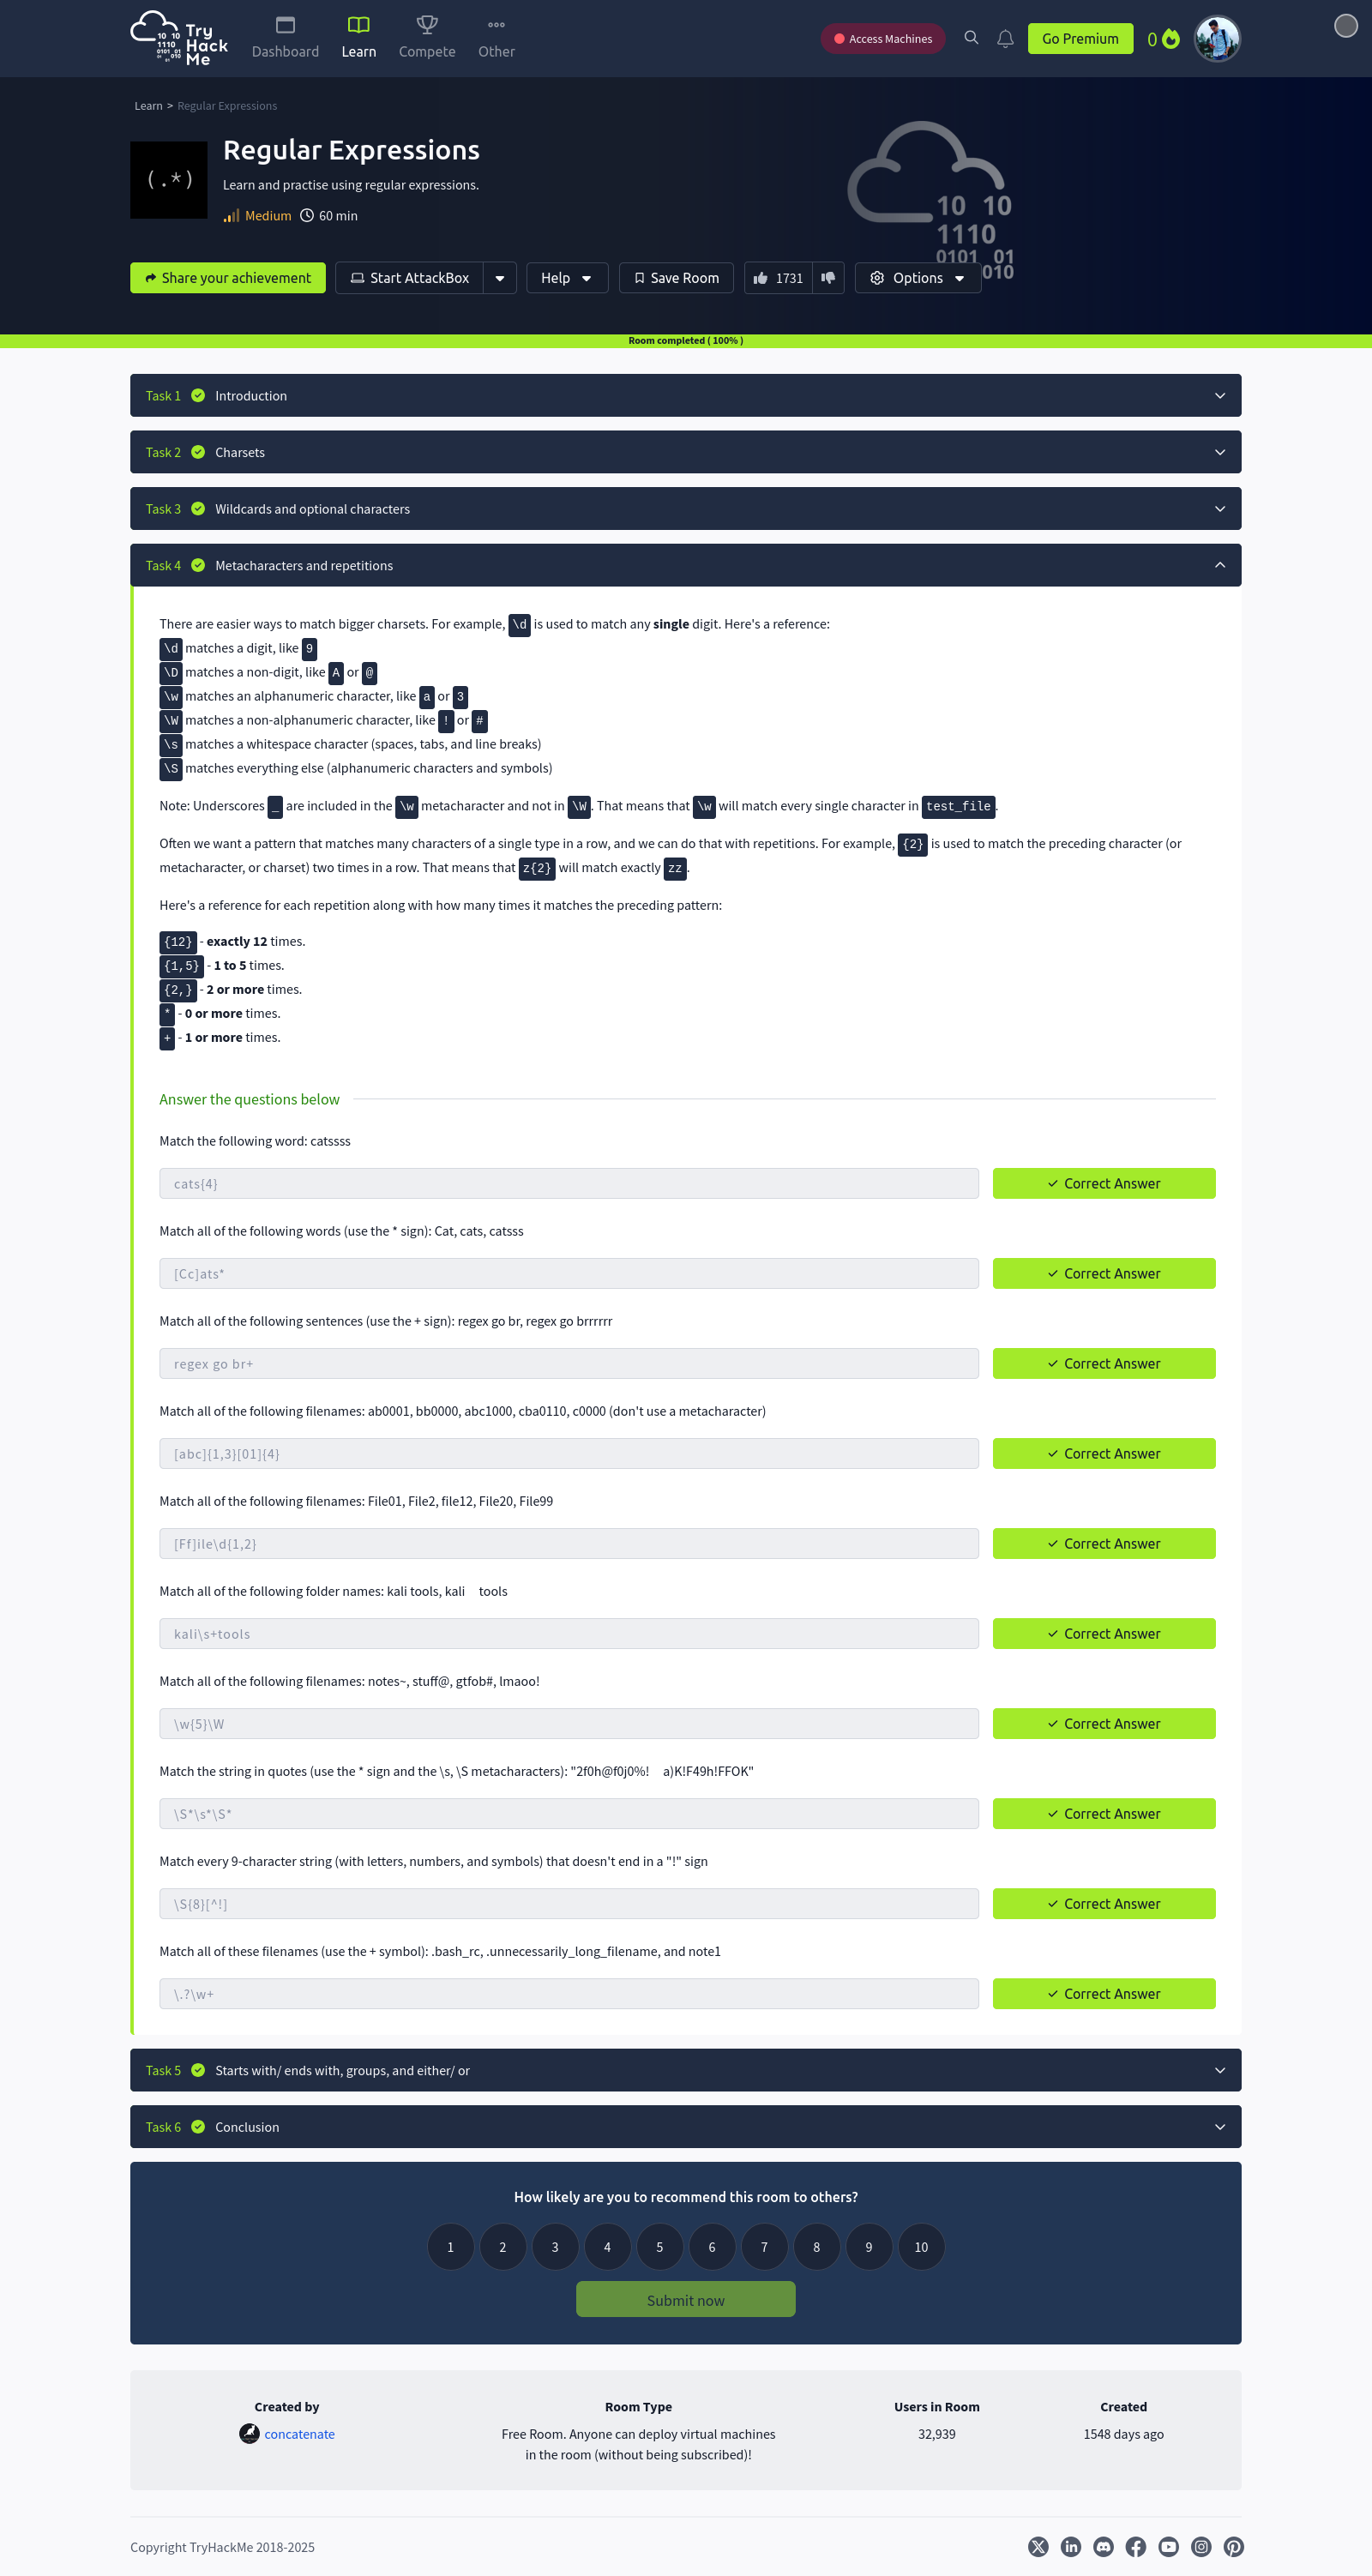 Try
Hack
Me
10
1110
0101 01
010
Dashboard
Learn
Compete
Other
Access Machines
Go Premium
0
Learn > Regular Expressions
(.*)
Regular Expressions
Learn and practise using regular expressions.
Medium 60 min
10 10
1110
0101 01
010
Share your achievement
Start AttackBox
Help
Save Room
1731
Options
Room completed ( 100% )
Task 1 Introduction
Task 2 Charsets
Task 3 Wildcards and optional characters
Task 4 Metacharacters and repetitions
There are easier ways to match bigger charsets. For example, \d is used to match any single digit. Here's a reference:
\d matches a digit, like 9
\D matches a non-digit, like A or @
\w matches an alphanumeric character, like a or 3
\W matches a non-alphanumeric character, like ! or #
\s matches a whitespace character (spaces, tabs, and line breaks)
\S matches everything else (alphanumeric characters and symbols)
Note: Underscores _ are included in the \w metacharacter and not in \W. That means that \w will match every single character in test_file.
Often we want a pattern that matches many characters of a single type in a row, and we can do that with repetitions. For example, {2} is used to match the preceding character (or
metacharacter, or charset) two times in a row. That means that z{2} will match exactly zz.
Here's a reference for each repetition along with how many times it matches the preceding pattern:
{12} - exactly 12 times.
{1,5} - 1 to 5 times.
{2,} - 2 or more times.
* - 0 or more times.
+ - 1 or more times.
Answer the questions below
Match the following word: catssss
cats{4}
Correct Answer
Match all of the following words (use the * sign): Cat, cats, catsss
[Cc]ats*
Correct Answer
Match all of the following sentences (use the + sign): regex go br, regex go brrrrrr
regex go br+
Correct Answer
Match all of the following filenames: ab0001, bb0000, abc1000, cba0110, c0000 (don't use a metacharacter)
[abc]{1,3}[01]{4}
Correct Answer
Match all of the following filenames: File01, File2, file12, File20, File99
[Ff]ile\d{1,2}
Correct Answer
Match all of the following folder names: kali tools, kali    tools
kali\s+tools
Correct Answer
Match all of the following filenames: notes~, stuff@, gtfob#, lmaoo!
\w{5}\W
Correct Answer
Match the string in quotes (use the * sign and the \s, \S metacharacters): "2f0h@f0j0%!    a)K!F49h!FFOK"
\S*\s*\S*
Correct Answer
Match every 9-character string (with letters, numbers, and symbols) that doesn't end in a "!" sign
\S{8}[^!]
Correct Answer
Match all of these filenames (use the + symbol): .bash_rc, .unnecessarily_long_filename, and note1
\.?\w+
Correct Answer
Task 5 Starts with/ ends with, groups, and either/ or
Task 6 Conclusion
How likely are you to recommend this room to others?
1 2 3 4 5 6 7 8 9 10
Submit now
Created by
concatenate
Room Type
Free Room. Anyone can deploy virtual machines
in the room (without being subscribed)!
Users in Room
32,939
Created
1548 days ago
Copyright TryHackMe 2018-2025